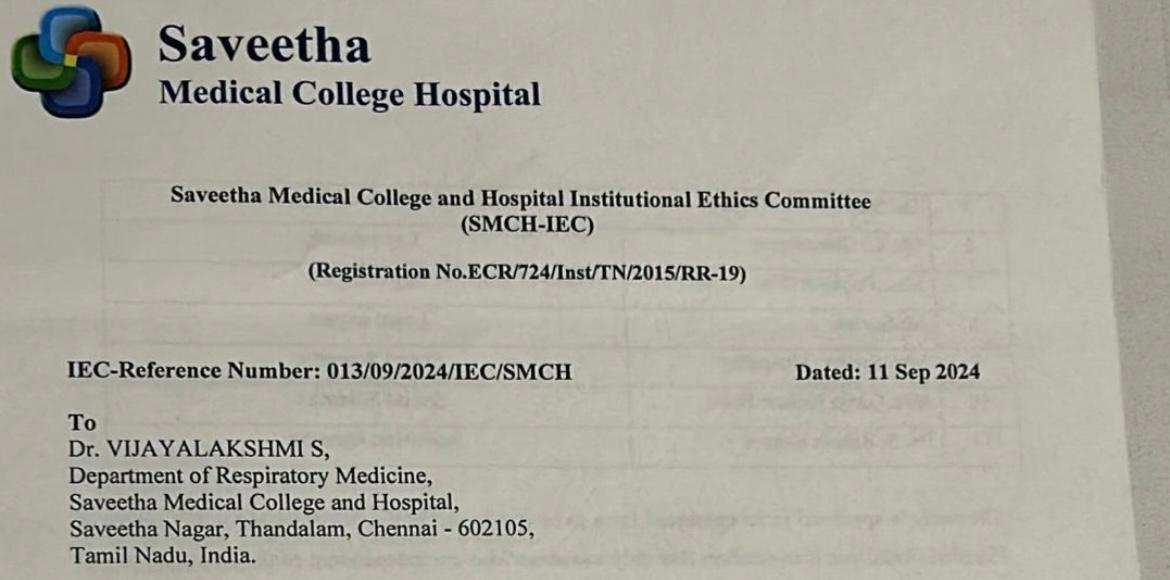 Saveetha
Medical College Hospital
Saveetha Medical College and Hospital Institutional Ethics Committee
(SMCH-IEC)
(Registration No.ECR/724/Inst/TN/2015/RR-19)
IEC-Reference Number: 013/09/2024/IEC/SMCH Dated: 11 Sep 2024
To
Dr. VIJAYALAKSHMI S,
Department of Respiratory Medicine,
Saveetha Medical College and Hospital,
Saveetha Nagar, Thandalam, Chennai - 602105,
Tamil Nadu, India.